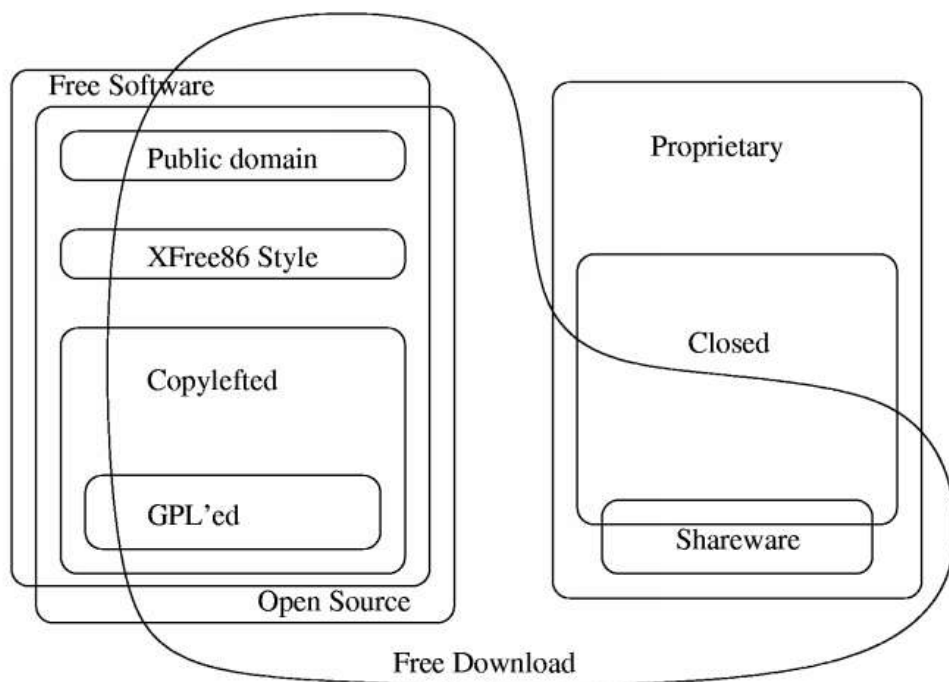 Free Software
Public domain
Proprietary
XFree86 Style
Closed
Copylefted
GPL'ed
Shareware
Open Source
Free Download